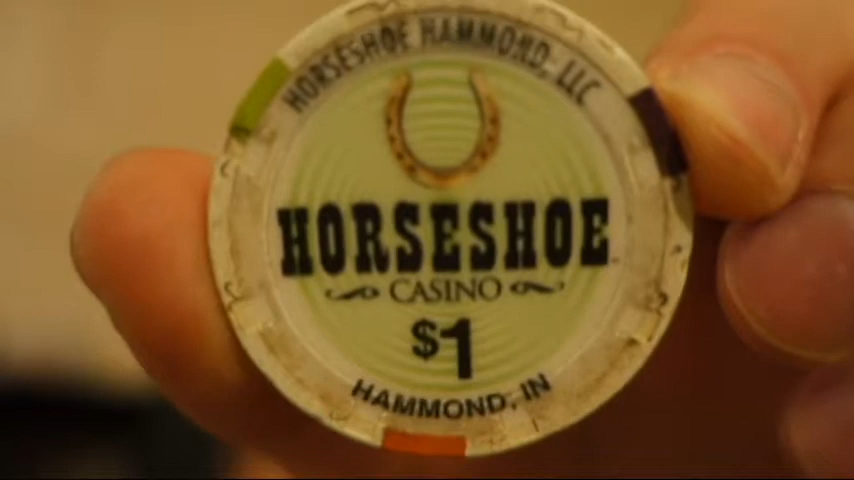 HORSESHOE HAMMOND, LLC
HORSESHOE
CASINO
$1
HAMMOND, IN